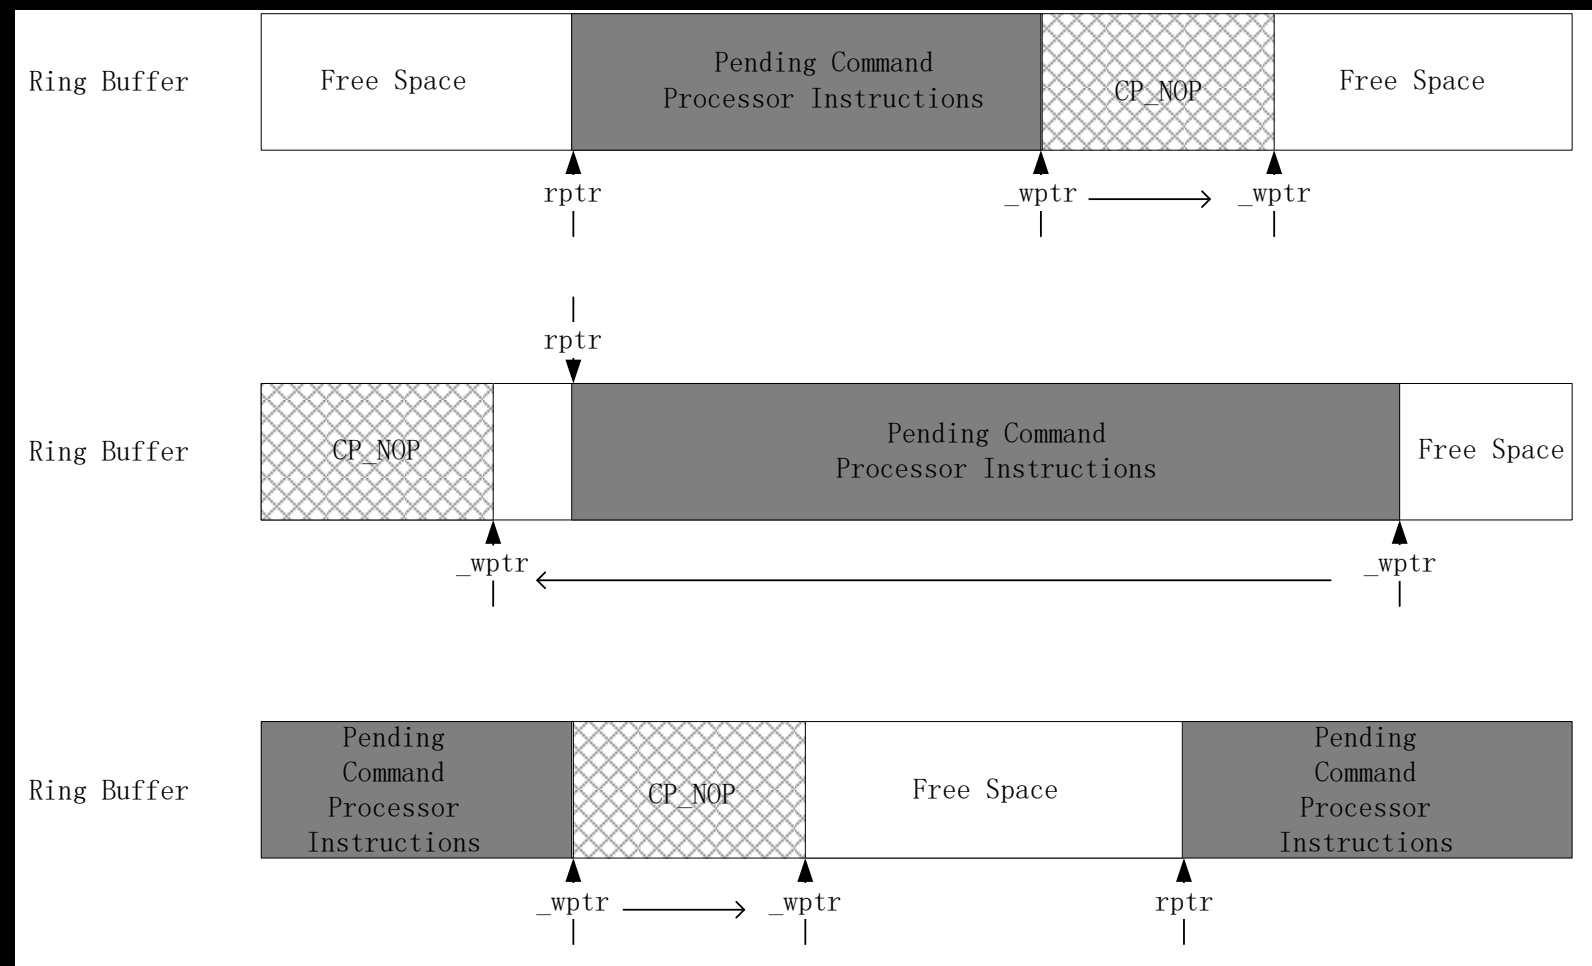 Ring Buffer
Free Space
Pending Command
Processor Instructions
CP_NOP
Free Space
rptr
_wptr
_wptr
rptr
Ring Buffer
CP_NOP
Pending Command
Processor Instructions
Free Space
_wptr
_wptr
Ring Buffer
Pending
Command
Processor
Instructions
CP_NOP
Free Space
Pending
Command
Processor
Instructions
_wptr
_wptr
rptr